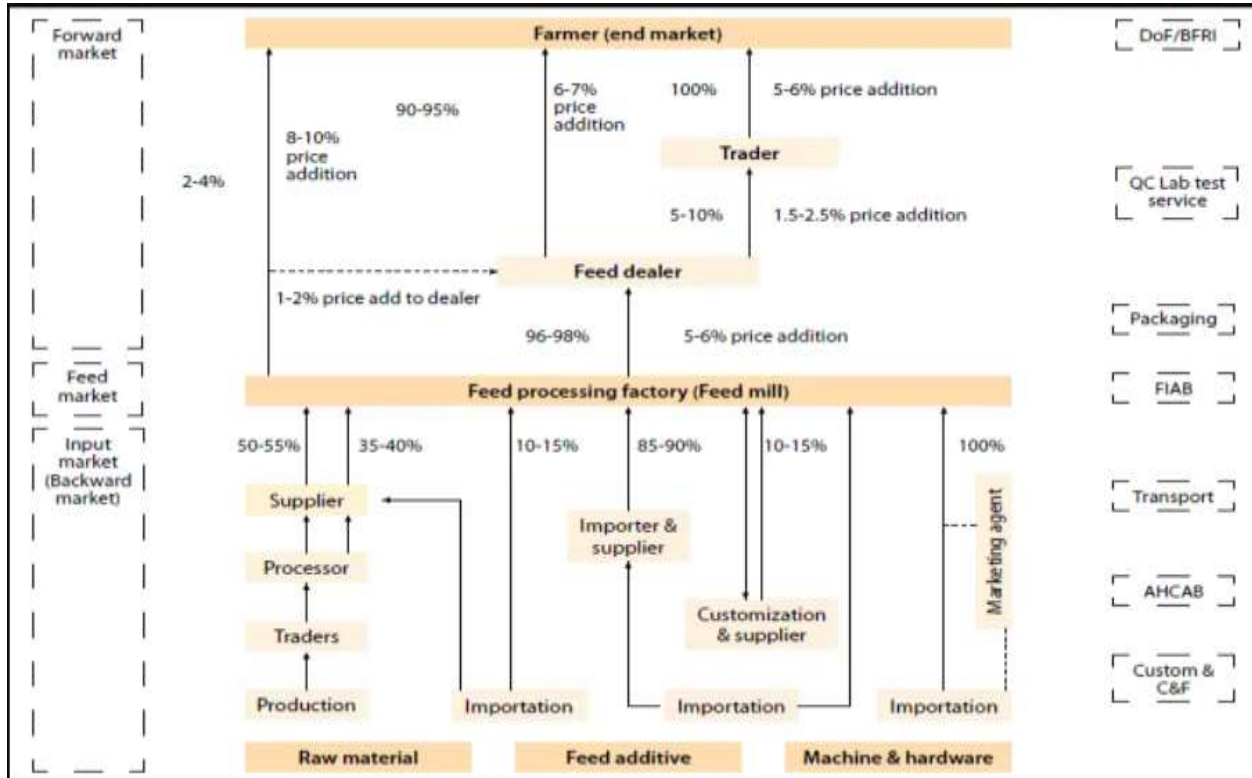 Forward
market
Farmer (end market)
DoF/BFRI
2-4%
8-10%
price
addition
90-95%
6-7%
price
addition
100%
5-6% price addition
Trader
QC Lab test
service
5-10%
1.5-2.5% price addition
Feed dealer
1-2% price add to dealer
96-98%
5-6% price addition
Packaging
Feed
market
Feed processing factory (Feed mill)
FIAB
Input
market
(Backward
market)
50-55%
35-40%
10-15%
85-90%
10-15%
100%
Supplier
Importer &
supplier
Marketing agent
Transport
Processor
Customization
& supplier
AHCAB
Traders
Custom &
C&F
Production
Importation
Importation
Importation
Raw material
Feed additive
Machine & hardware